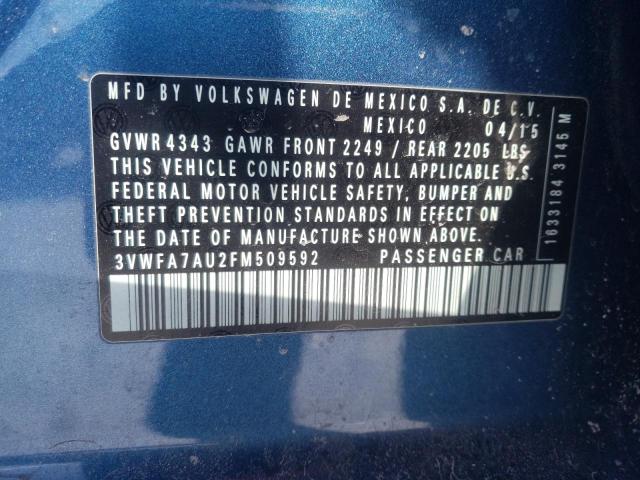 MFD BY VOLKSWAGEN DE MEXICO S.A. DE C.V.
MEXICO 04/15
GVWR 4343 GAWR FRONT 2249 / REAR 2205 LBS
THIS VEHICLE CONFORMS TO ALL APPLICABLE U.S.
FEDERAL MOTOR VEHICLE SAFETY, BUMPER AND
THEFT PREVENTION STANDARDS IN EFFECT ON
THE DATE OF MANUFACTURE SHOWN ABOVE.
3VWFA7AU2FM509592 PASSENGER CAR
1633184 3145 M